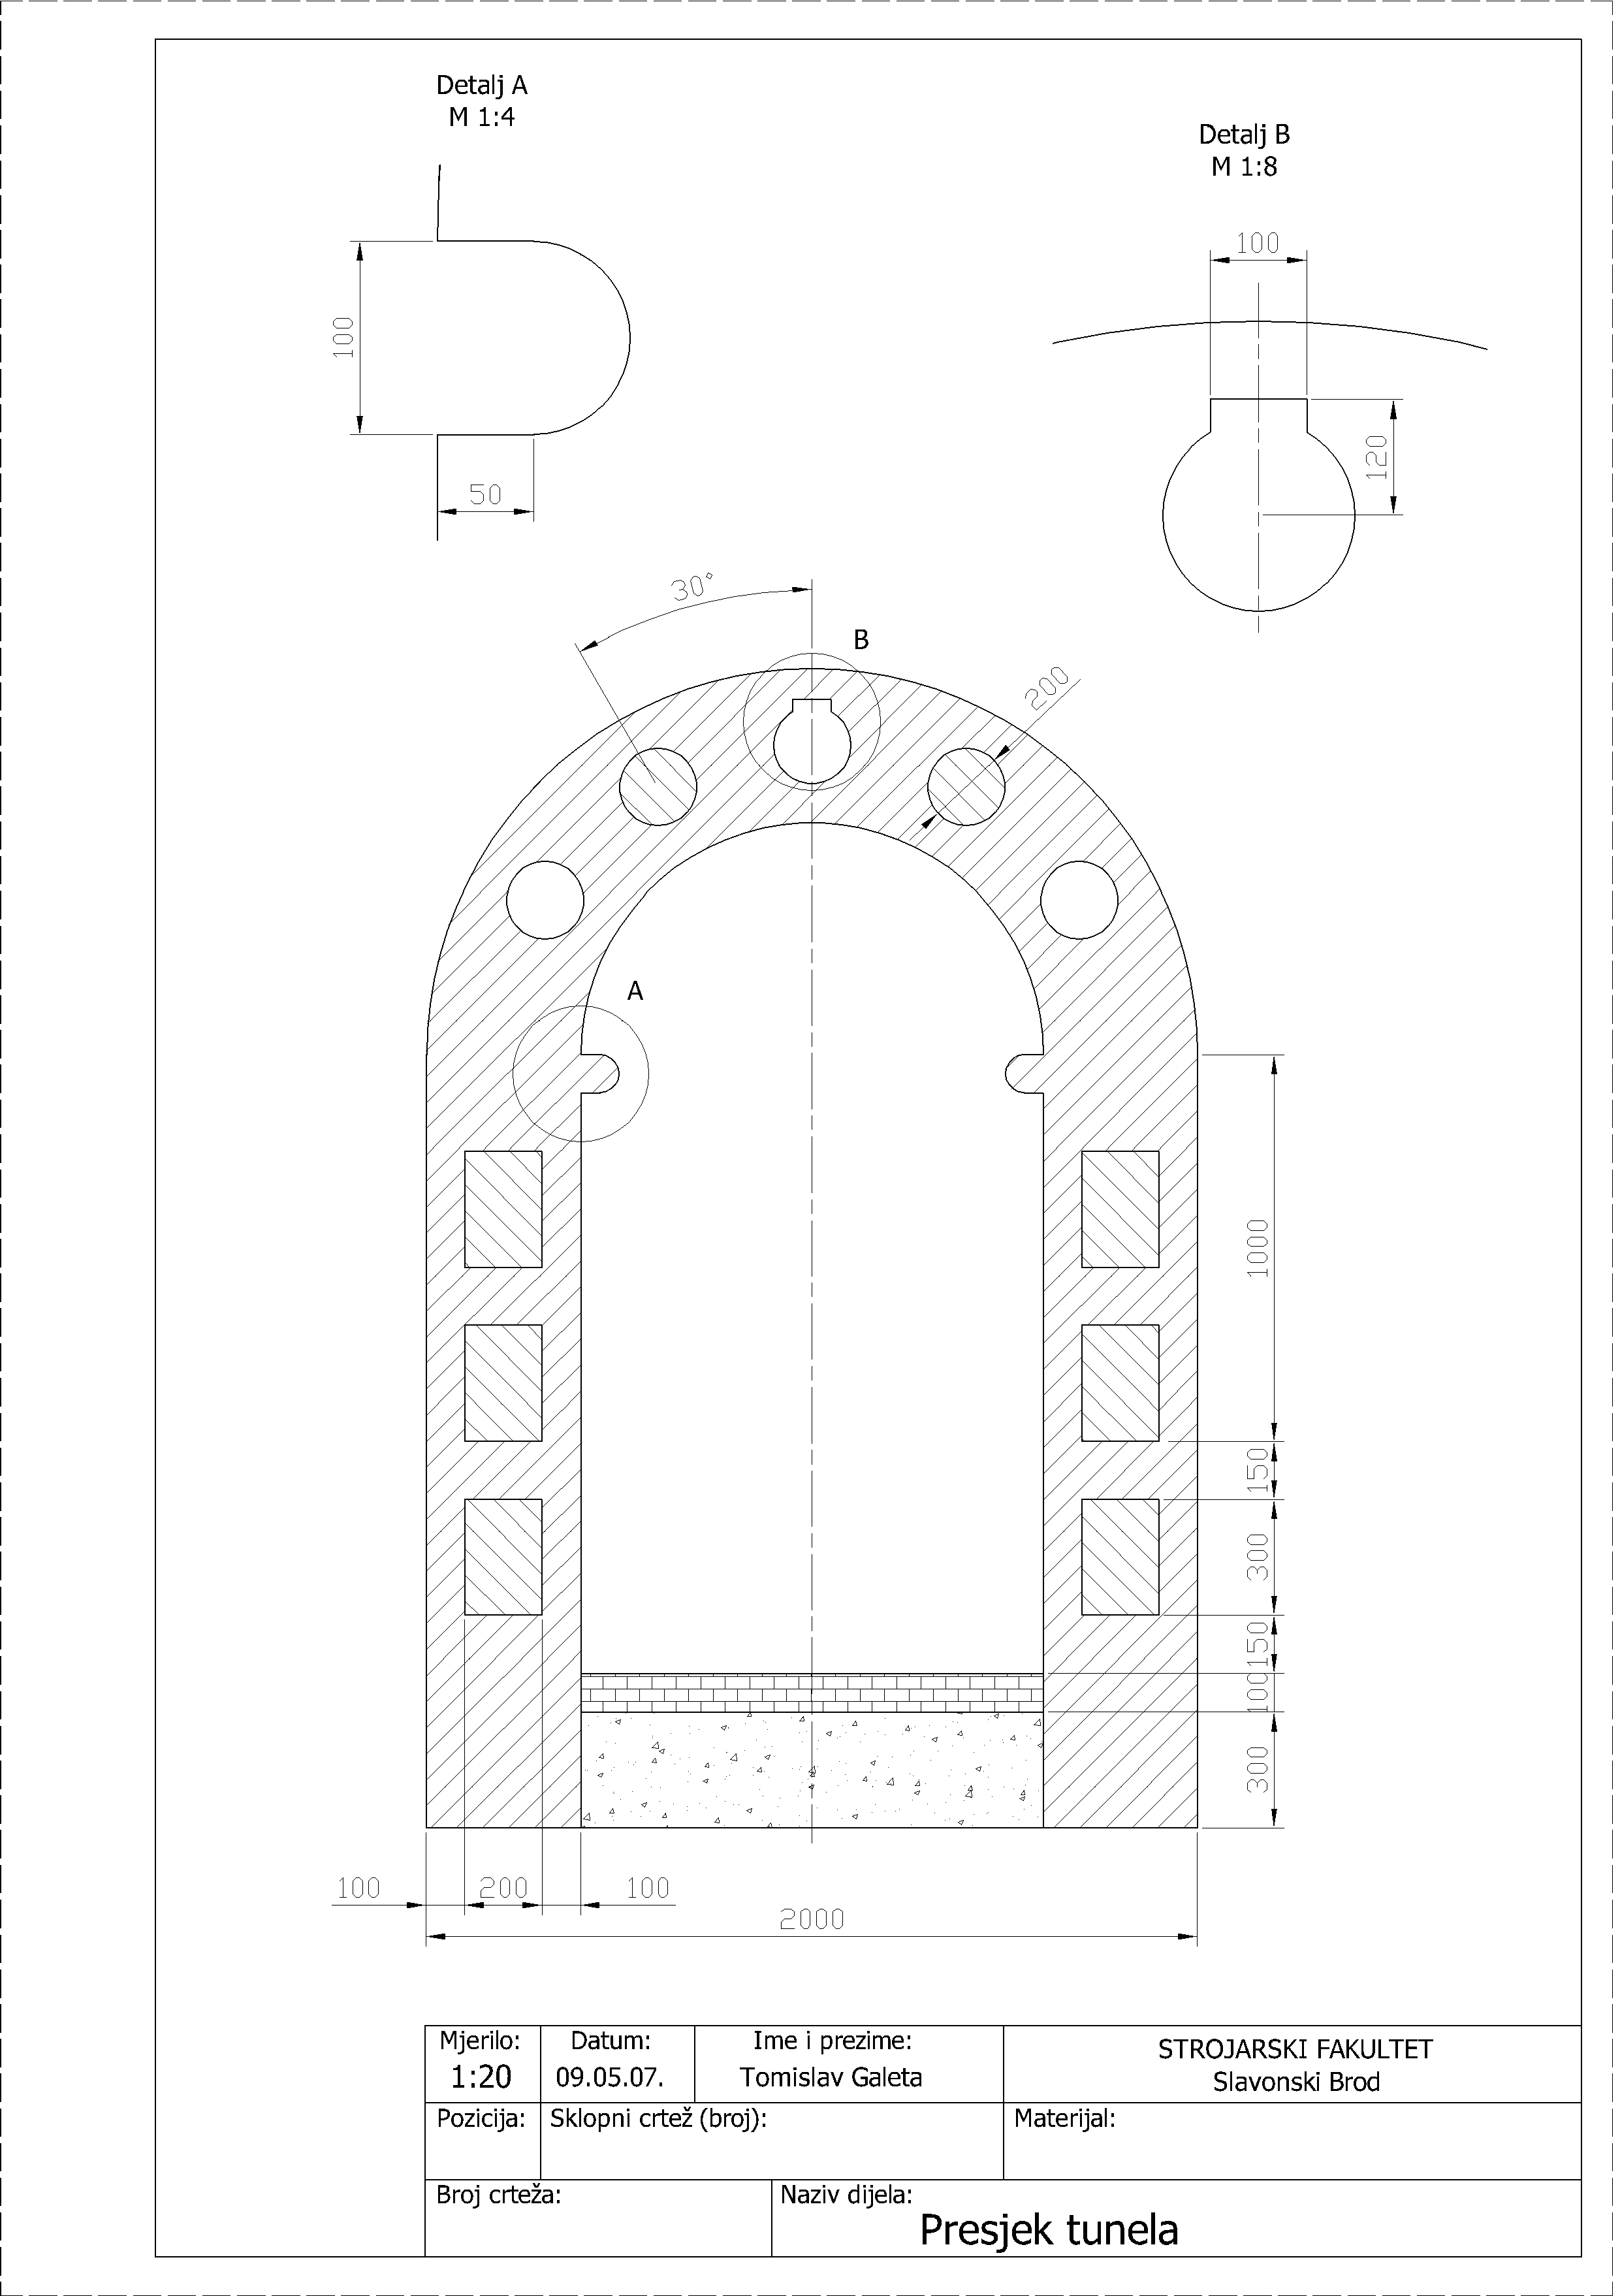 Detalj A
M 1:4
Detalj B
M 1:8
100
100
120
50
30°
B
200
A
1000
150
300
150
100
300
100
200
100
2000
Mjerilo:
1:20
Datum:
09.05.07.
Ime i prezime:
Tomislav Galeta
STROJARSKI FAKULTET
Slavonski Brod
Pozicija:
Sklopni crtež (broj):
Materijal:
Broj crteža:
Naziv dijela:
Presjek tunela